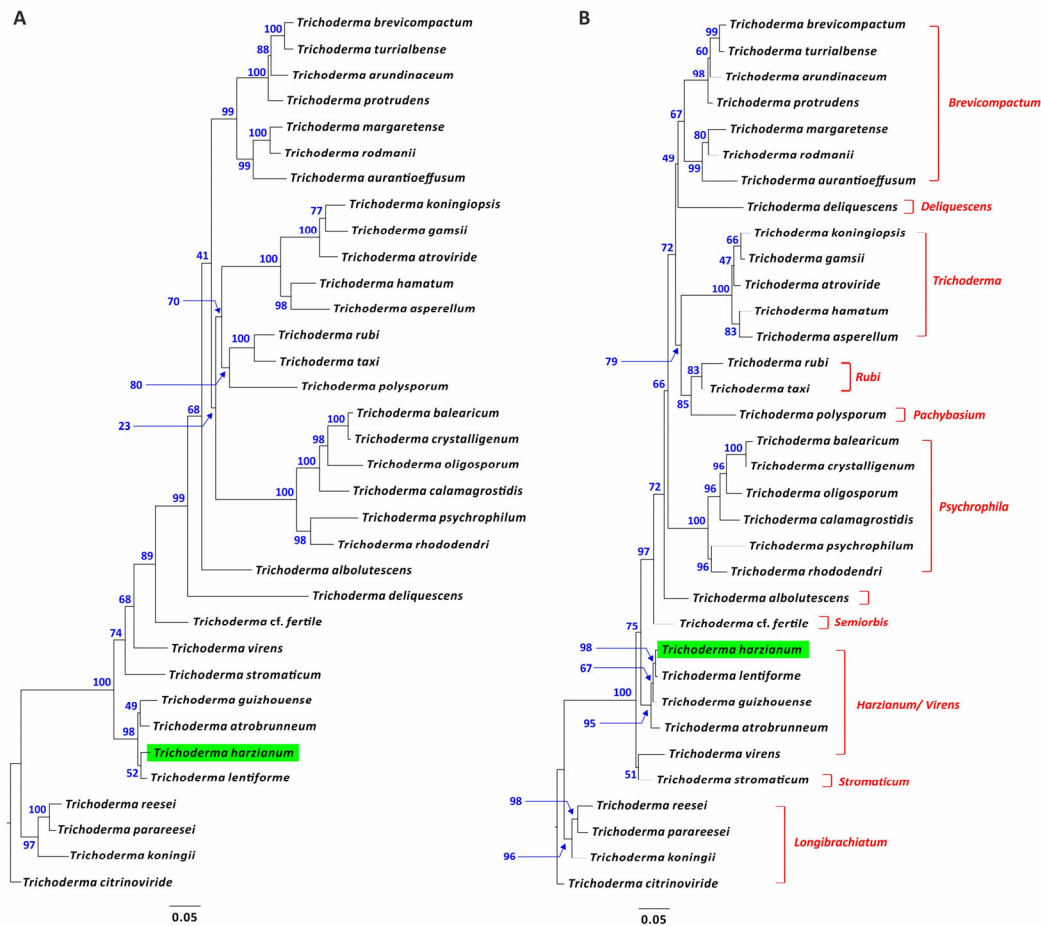 A
100
Trichoderma brevicompactum
88
Trichoderma turrialbense
100
Trichoderma arundinaceum
Trichoderma protrudens
99
100
Trichoderma margaretense
Trichoderma rodmanii
99
Trichoderma aurantioeffusum
77
Trichoderma koningiopsis
100
Trichoderma gamsii
Trichoderma atroviride
100
Trichoderma hamatum
98
Trichoderma asperellum
41
70
100
Trichoderma rubi
Trichoderma taxi
80
Trichoderma polysporum
23
68
100
Trichoderma balearicum
98
Trichoderma crystalligenum
100
Trichoderma oligosporum
Trichoderma calamagrostidis
100
Trichoderma psychrophilum
98
Trichoderma rhododendri
99
Trichoderma albolutescens
89
Trichoderma deliquescens
68
Trichoderma cf. fertile
74
Trichoderma virens
100
Trichoderma stromaticum
49
Trichoderma guizhouense
98
Trichoderma atrobrunneum
Trichoderma harzianum
52
Trichoderma lentiforme
100
Trichoderma reesei
Trichoderma parareesei
97
Trichoderma koningii
Trichoderma citrinoviride
0.05
B
99
Trichoderma brevicompactum
60
Trichoderma turrialbense
98
Trichoderma arundinaceum
Trichoderma protrudens
Brevicompactum
67
80
Trichoderma margaretense
Trichoderma rodmanii
99
Trichoderma aurantioeffusum
49
Trichoderma deliquescens
Deliquescens
72
66
Trichoderma koningiopsis
47
Trichoderma gamsii
100
Trichoderma atroviride
Trichoderma
Trichoderma hamatum
83
Trichoderma asperellum
79
83
Trichoderma rubi
Rubi
Trichoderma taxi
85
Trichoderma polysporum
Pachybasium
66
100
Trichoderma balearicum
96
Trichoderma crystalligenum
96
Trichoderma oligosporum
Psychrophila
100
Trichoderma calamagrostidis
Trichoderma psychrophilum
96
Trichoderma rhododendri
72
Trichoderma albolutescens
97
Trichoderma cf. fertile
Semiorbis
75
98
Trichoderma harzianum
67
Trichoderma lentiforme
100
Trichoderma guizhouense
Harzianum/ Virens
95
Trichoderma atrobrunneum
Trichoderma virens
51
Trichoderma stromaticum
Stromaticum
98
Trichoderma reesei
Trichoderma parareesei
Longibrachiatum
96
Trichoderma koningii
Trichoderma citrinoviride
0.05